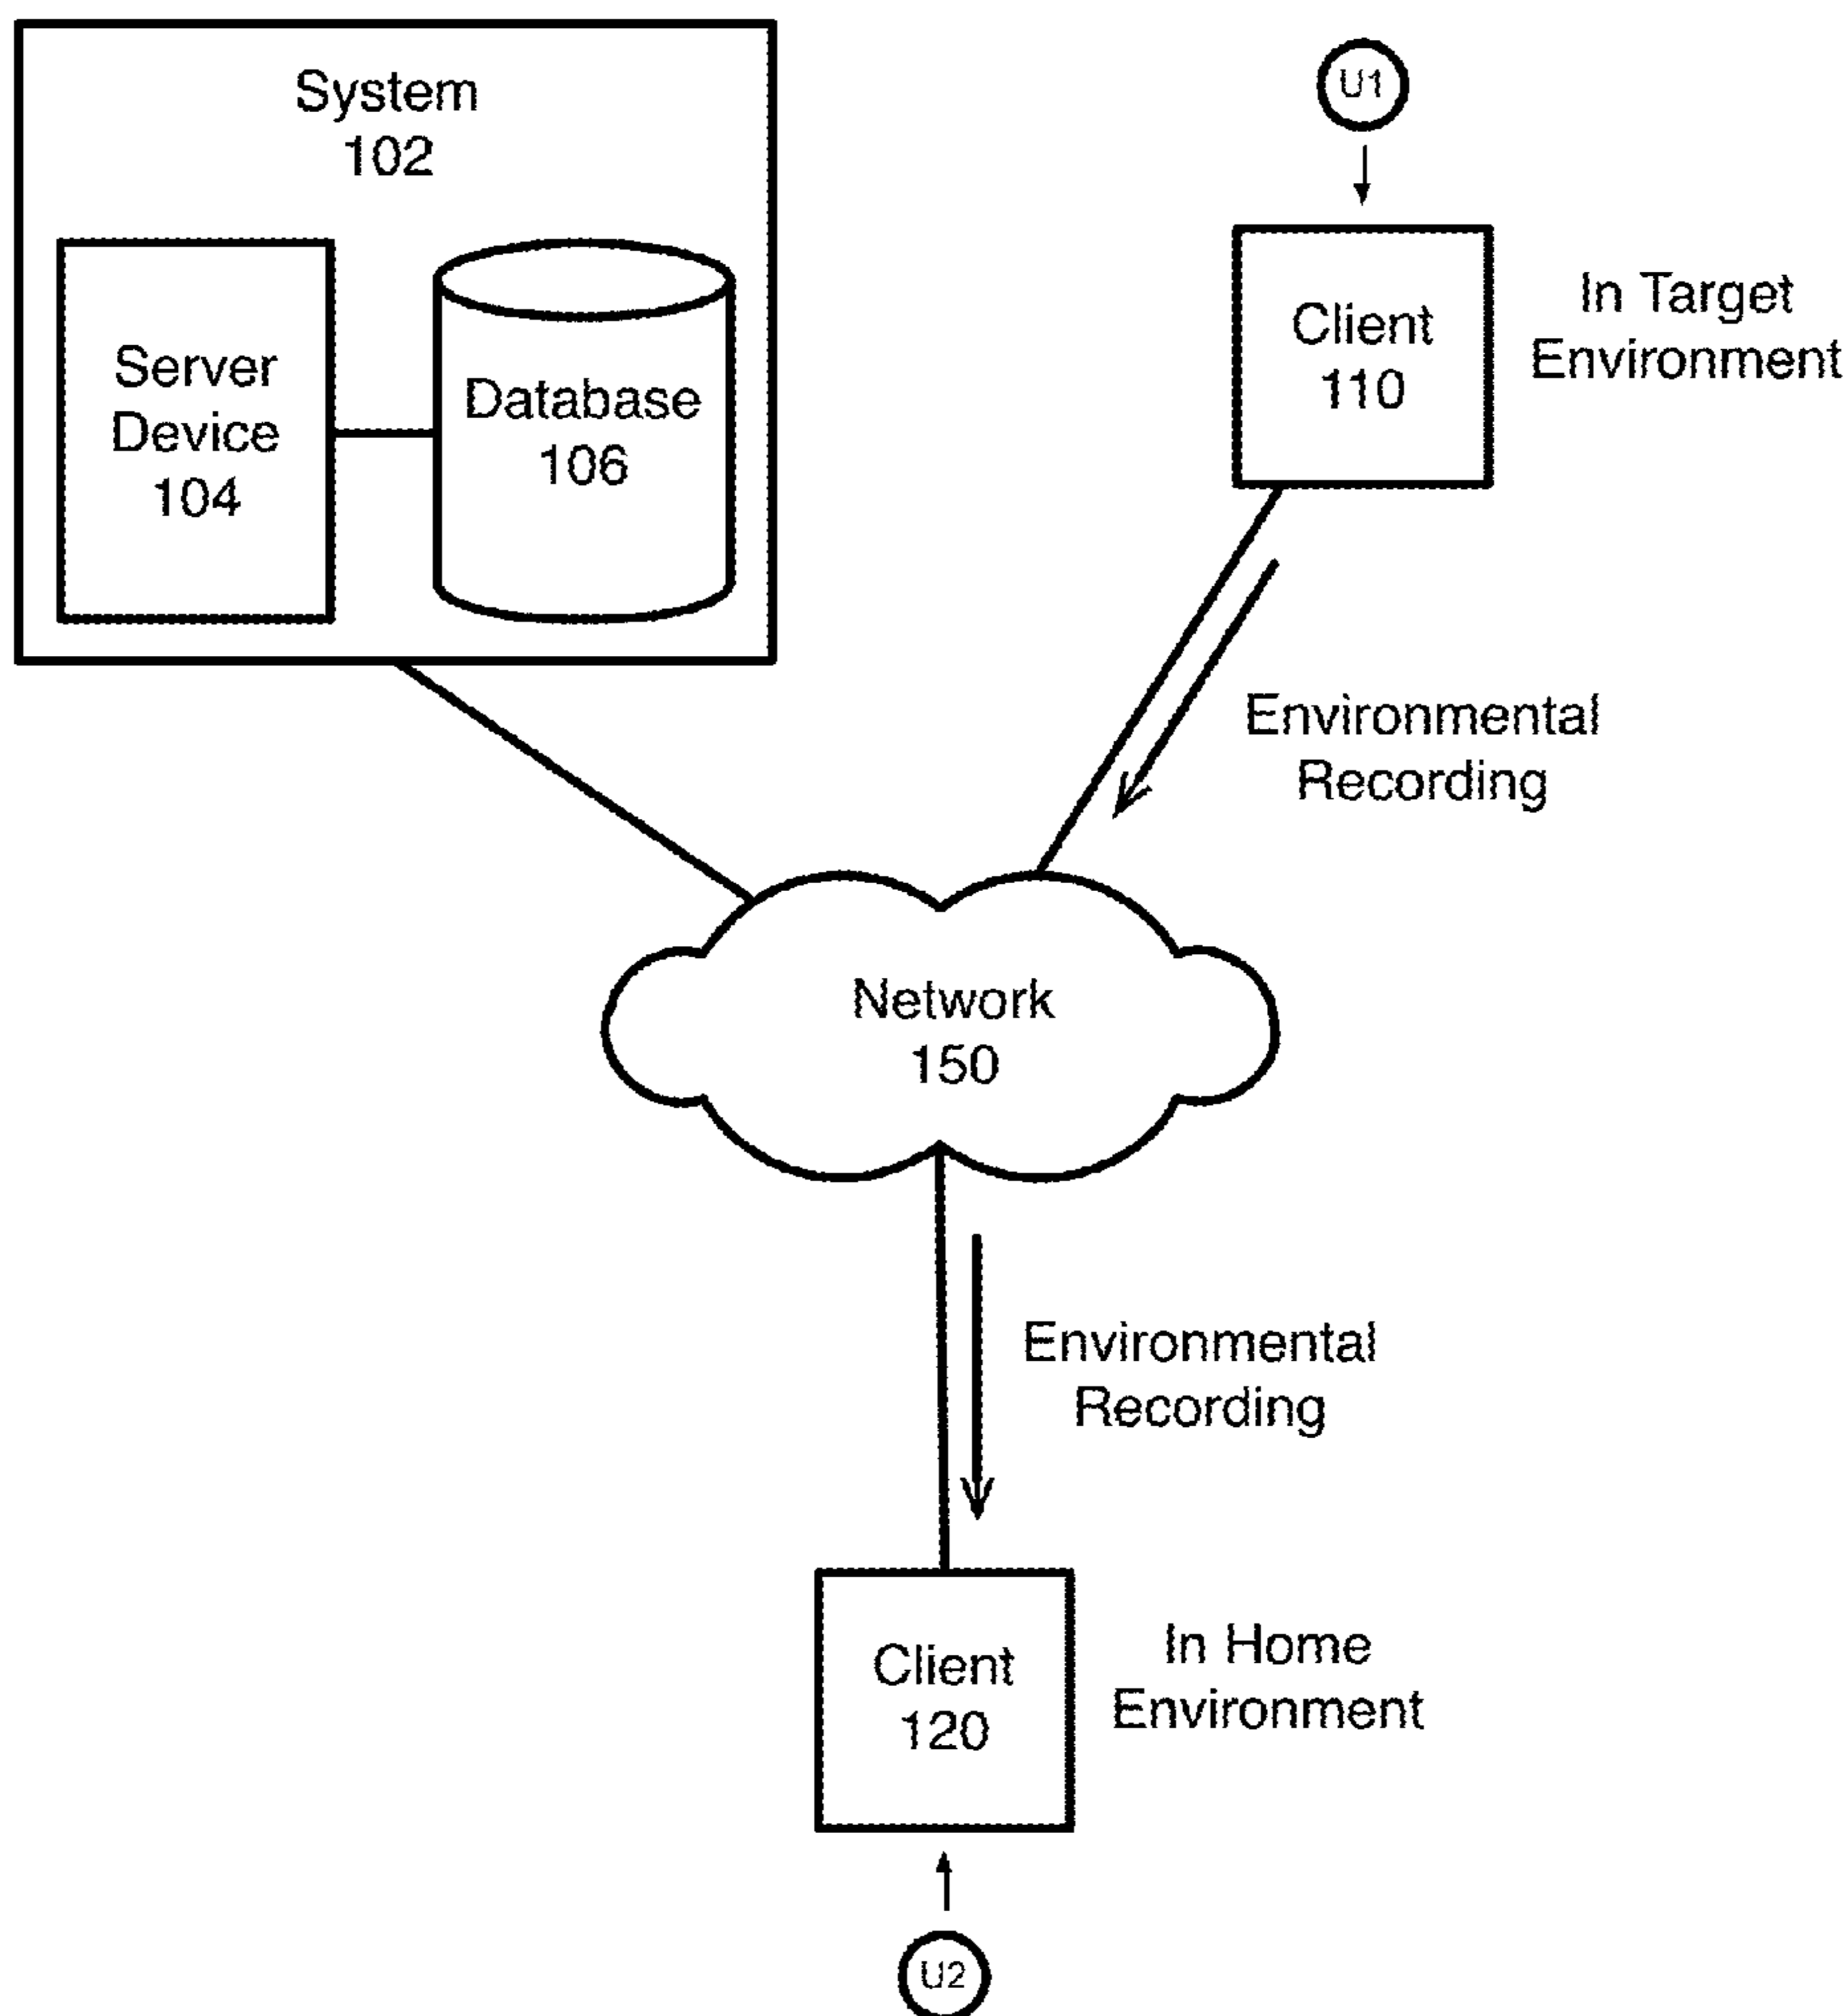 System
102
Server
Device
104
Database
106
U1
Client
110
In Target
Environment
Environmental
Recording
Network
150
Environmental
Recording
Client
120
In Home
Environment
U2